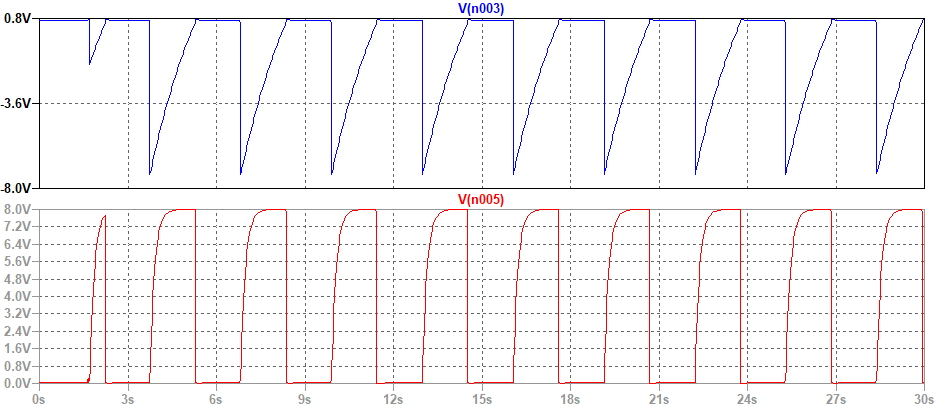 V(n003)
0.8V
-3.6V
-8.0V
V(n005)
8.0V
7.2V
6.4V
5.6V
4.8V
4.0V
3.2V
2.4V
1.6V
0.8V
0.0V
0s 3s 6s 9s 12s 15s 18s 21s 24s 27s 30s